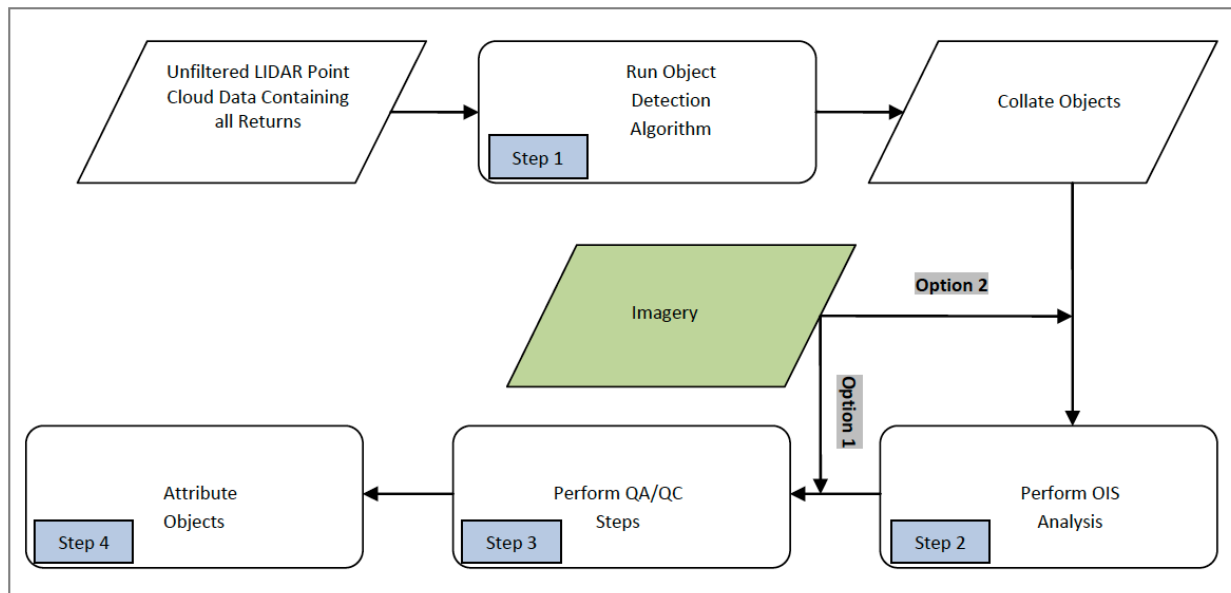 Unfiltered LIDAR Point
Cloud Data Containing
all Returns
Run Object
Detection
Algorithm
Step 1
Collate Objects
Imagery
Option 2
Option 1
Attribute
Objects
Step 4
Perform QA/QC
Steps
Step 3
Perform OIS
Analysis
Step 2